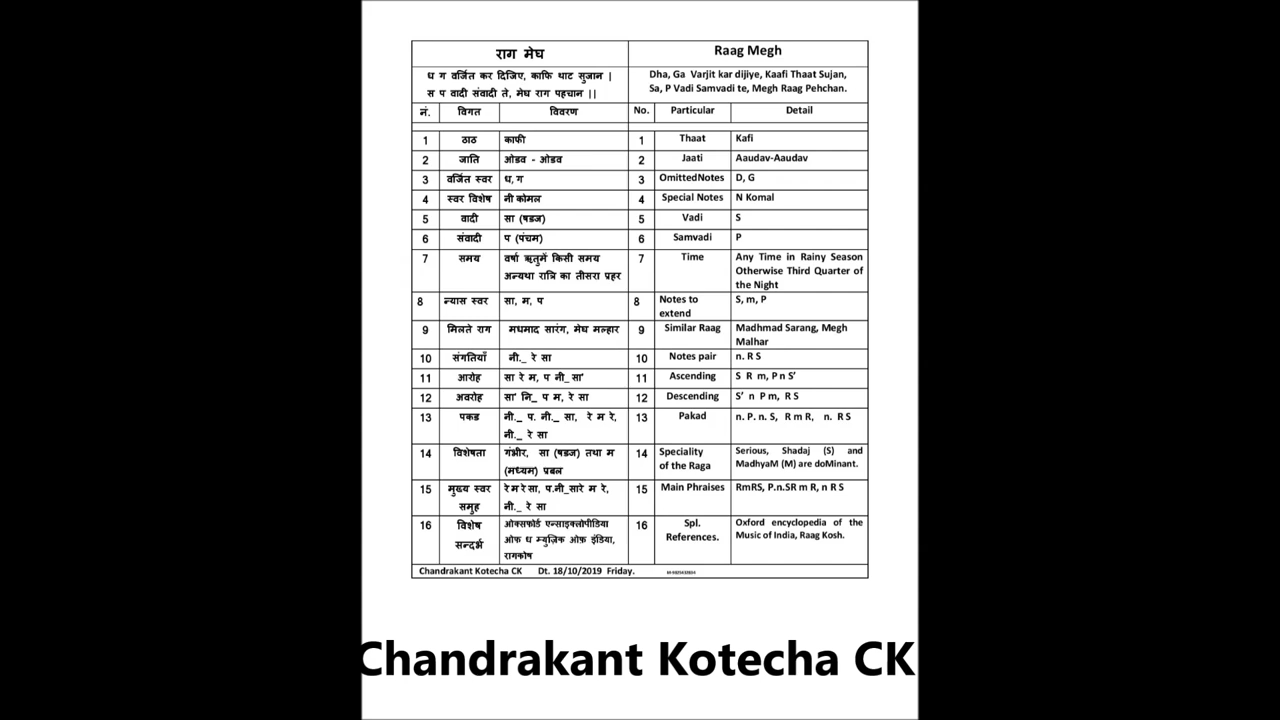 राग मेघ
Raag Megh
ध ग वर्जित कर दिजिए, काफि थाट सुजान |
स प वादी संवादी ते, मेघ राग पहचान ||
Dha, Ga Varjit kar dijiye, Kaafi Thaat Sujan,
Sa, P Vadi Samvadi te, Megh Raag Pehchan.
नं. विगत विवरण No. Particular Detail
1 ठाठ काफी 1 Thaat Kafi
2 जाति ओडव - ओडव 2 Jaati Aaudav-Aaudav
3 वर्जित स्वर ध, ग 3 OmittedNotes D, G
4 स्वर विशेष नी कोमल 4 Special Notes N Komal
5 वादी सा (षडज) 5 Vadi S
6 संवादी प (पंचम) 6 Samvadi P
7 समय वर्षा ऋतुमें किसी समय
अन्यथा रात्रि का तीसरा प्रहर
7 Time Any Time in Rainy Season
Otherwise Third Quarter of
the Night
8 न्यास स्वर सा, म, प 8 Notes to
extend
S, m, P
9 मिलते राग मधमाद सारंग, मेघ मल्हार 9 Similar Raag Madhmad Sarang, Megh
Malhar
10 संगतियाँ नी._ रे सा 10 Notes pair n. R S
11 आरोह सा रे म, प नी_ सा' 11 Ascending S R m, P n S’
12 अवरोह सा' नि_ प म, रे सा 12 Descending S’ n P m, R S
13 पकड नी._ प. नी._ सा, रे म रे,
नी._ रे सा
13 Pakad n. P. n. S, R m R, n. R S
14 विशेषता गंभीर, सा (षडज) तथा म
(मध्यम) प्रबल
14 Speciality
of the Raga
Serious, Shadaj (S) and
MadhyaM (M) are doMinant.
15 मुख्य स्वर
समुह
रे म रे सा, प.नी_सारे म रे,
नी._ रे सा
15 Main Phraises RmRS, P.n.SR m R, n R S
16 विशेष
सन्दर्भ
ओक्सफोर्ड एन्साइक्लोपीडिया
ओफ ध म्युज़िक ओफ़ इंडिया,
रागकोष
16 Spl.
References.
Oxford encyclopedia of the
Music of India, Raag Kosh.
Chandrakant Kotecha CK Dt. 18/10/2019 Friday.
Chandrakant Kotecha CK